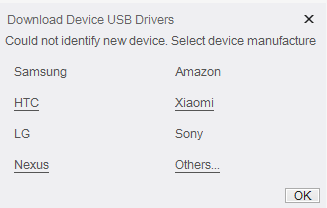 Download Device USB Drivers
Could not identify new device. Select device manufacture
Samsung Amazon
HTC Xiaomi
LG Sony
Nexus Others...
OK